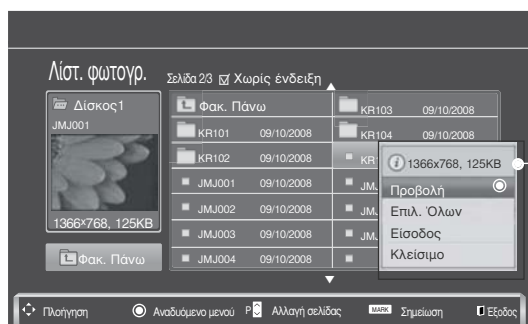 Λίστ. φωτογρ.
Σελίδα 2/3 Χωρίς ένδειξη
Δίσκος1
JMJ001
1366x768, 125KB
Φακ. Πάνω
Φακ. Πάνω
KR101 09/10/2008
KR102 09/10/2008
JMJ001 09/10/2008
JMJ002 09/10/2008
JMJ003 09/10/2008
JMJ004 09/10/2008
KR103 09/10/2008
KR104 09/10/2008
1366x768, 125KB
Προβολή
Επιλ. Όλων
Είσοδος
Κλείσιμο
Πλοήγηση Αναδυόμενο μενού P Αλλαγή σελίδας MARK Σημείωση Έξοδος